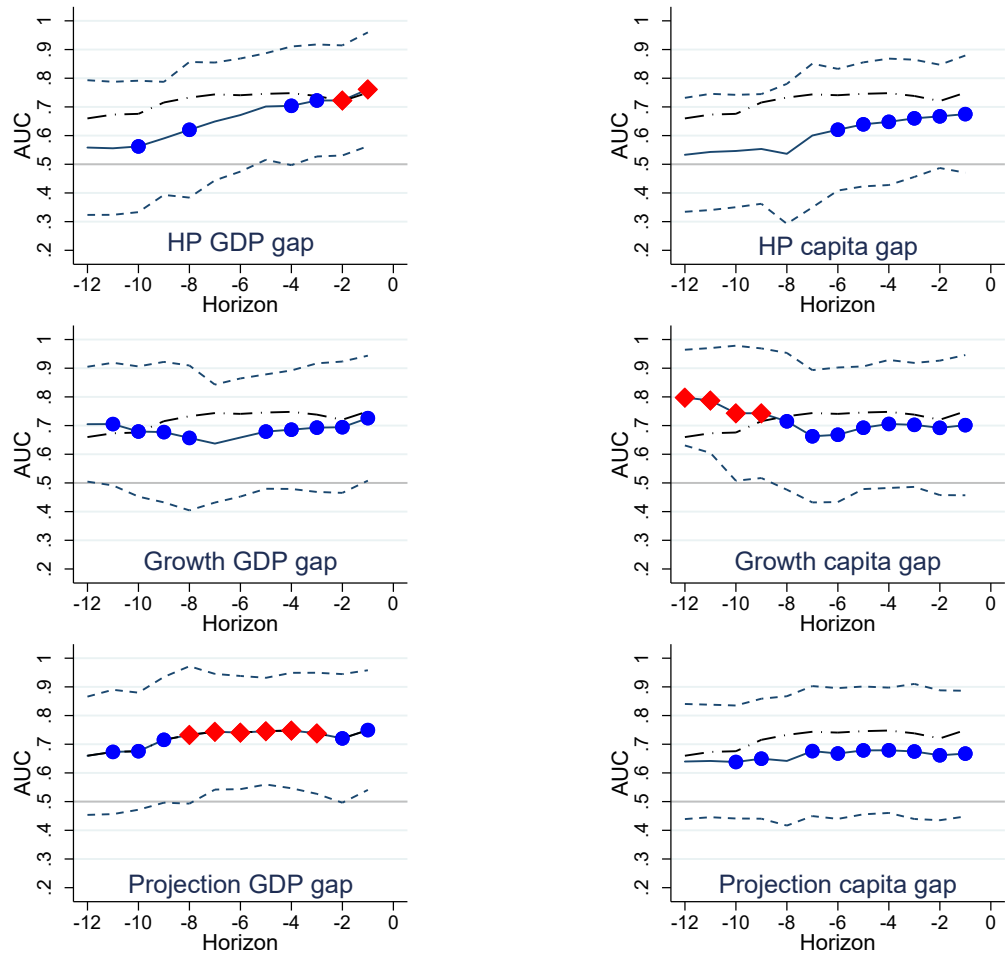 1
.9
.8
.7
.6
.5
.4
.3
.2
AUC
HP GDP gap
-12 -10 -8 -6 -4 -2 0
Horizon
1
.9
.8
.7
.6
.5
.4
.3
.2
AUC
HP capita gap
-12 -10 -8 -6 -4 -2 0
Horizon
1
.9
.8
.7
.6
.5
.4
.3
.2
AUC
Growth GDP gap
-12 -10 -8 -6 -4 -2 0
Horizon
1
.9
.8
.7
.6
.5
.4
.3
.2
AUC
Growth capita gap
-12 -10 -8 -6 -4 -2 0
Horizon
1
.9
.8
.7
.6
.5
.4
.3
.2
AUC
Projection GDP gap
-12 -10 -8 -6 -4 -2 0
Horizon
1
.9
.8
.7
.6
.5
.4
.3
.2
AUC
Projection capita gap
-12 -10 -8 -6 -4 -2 0
Horizon